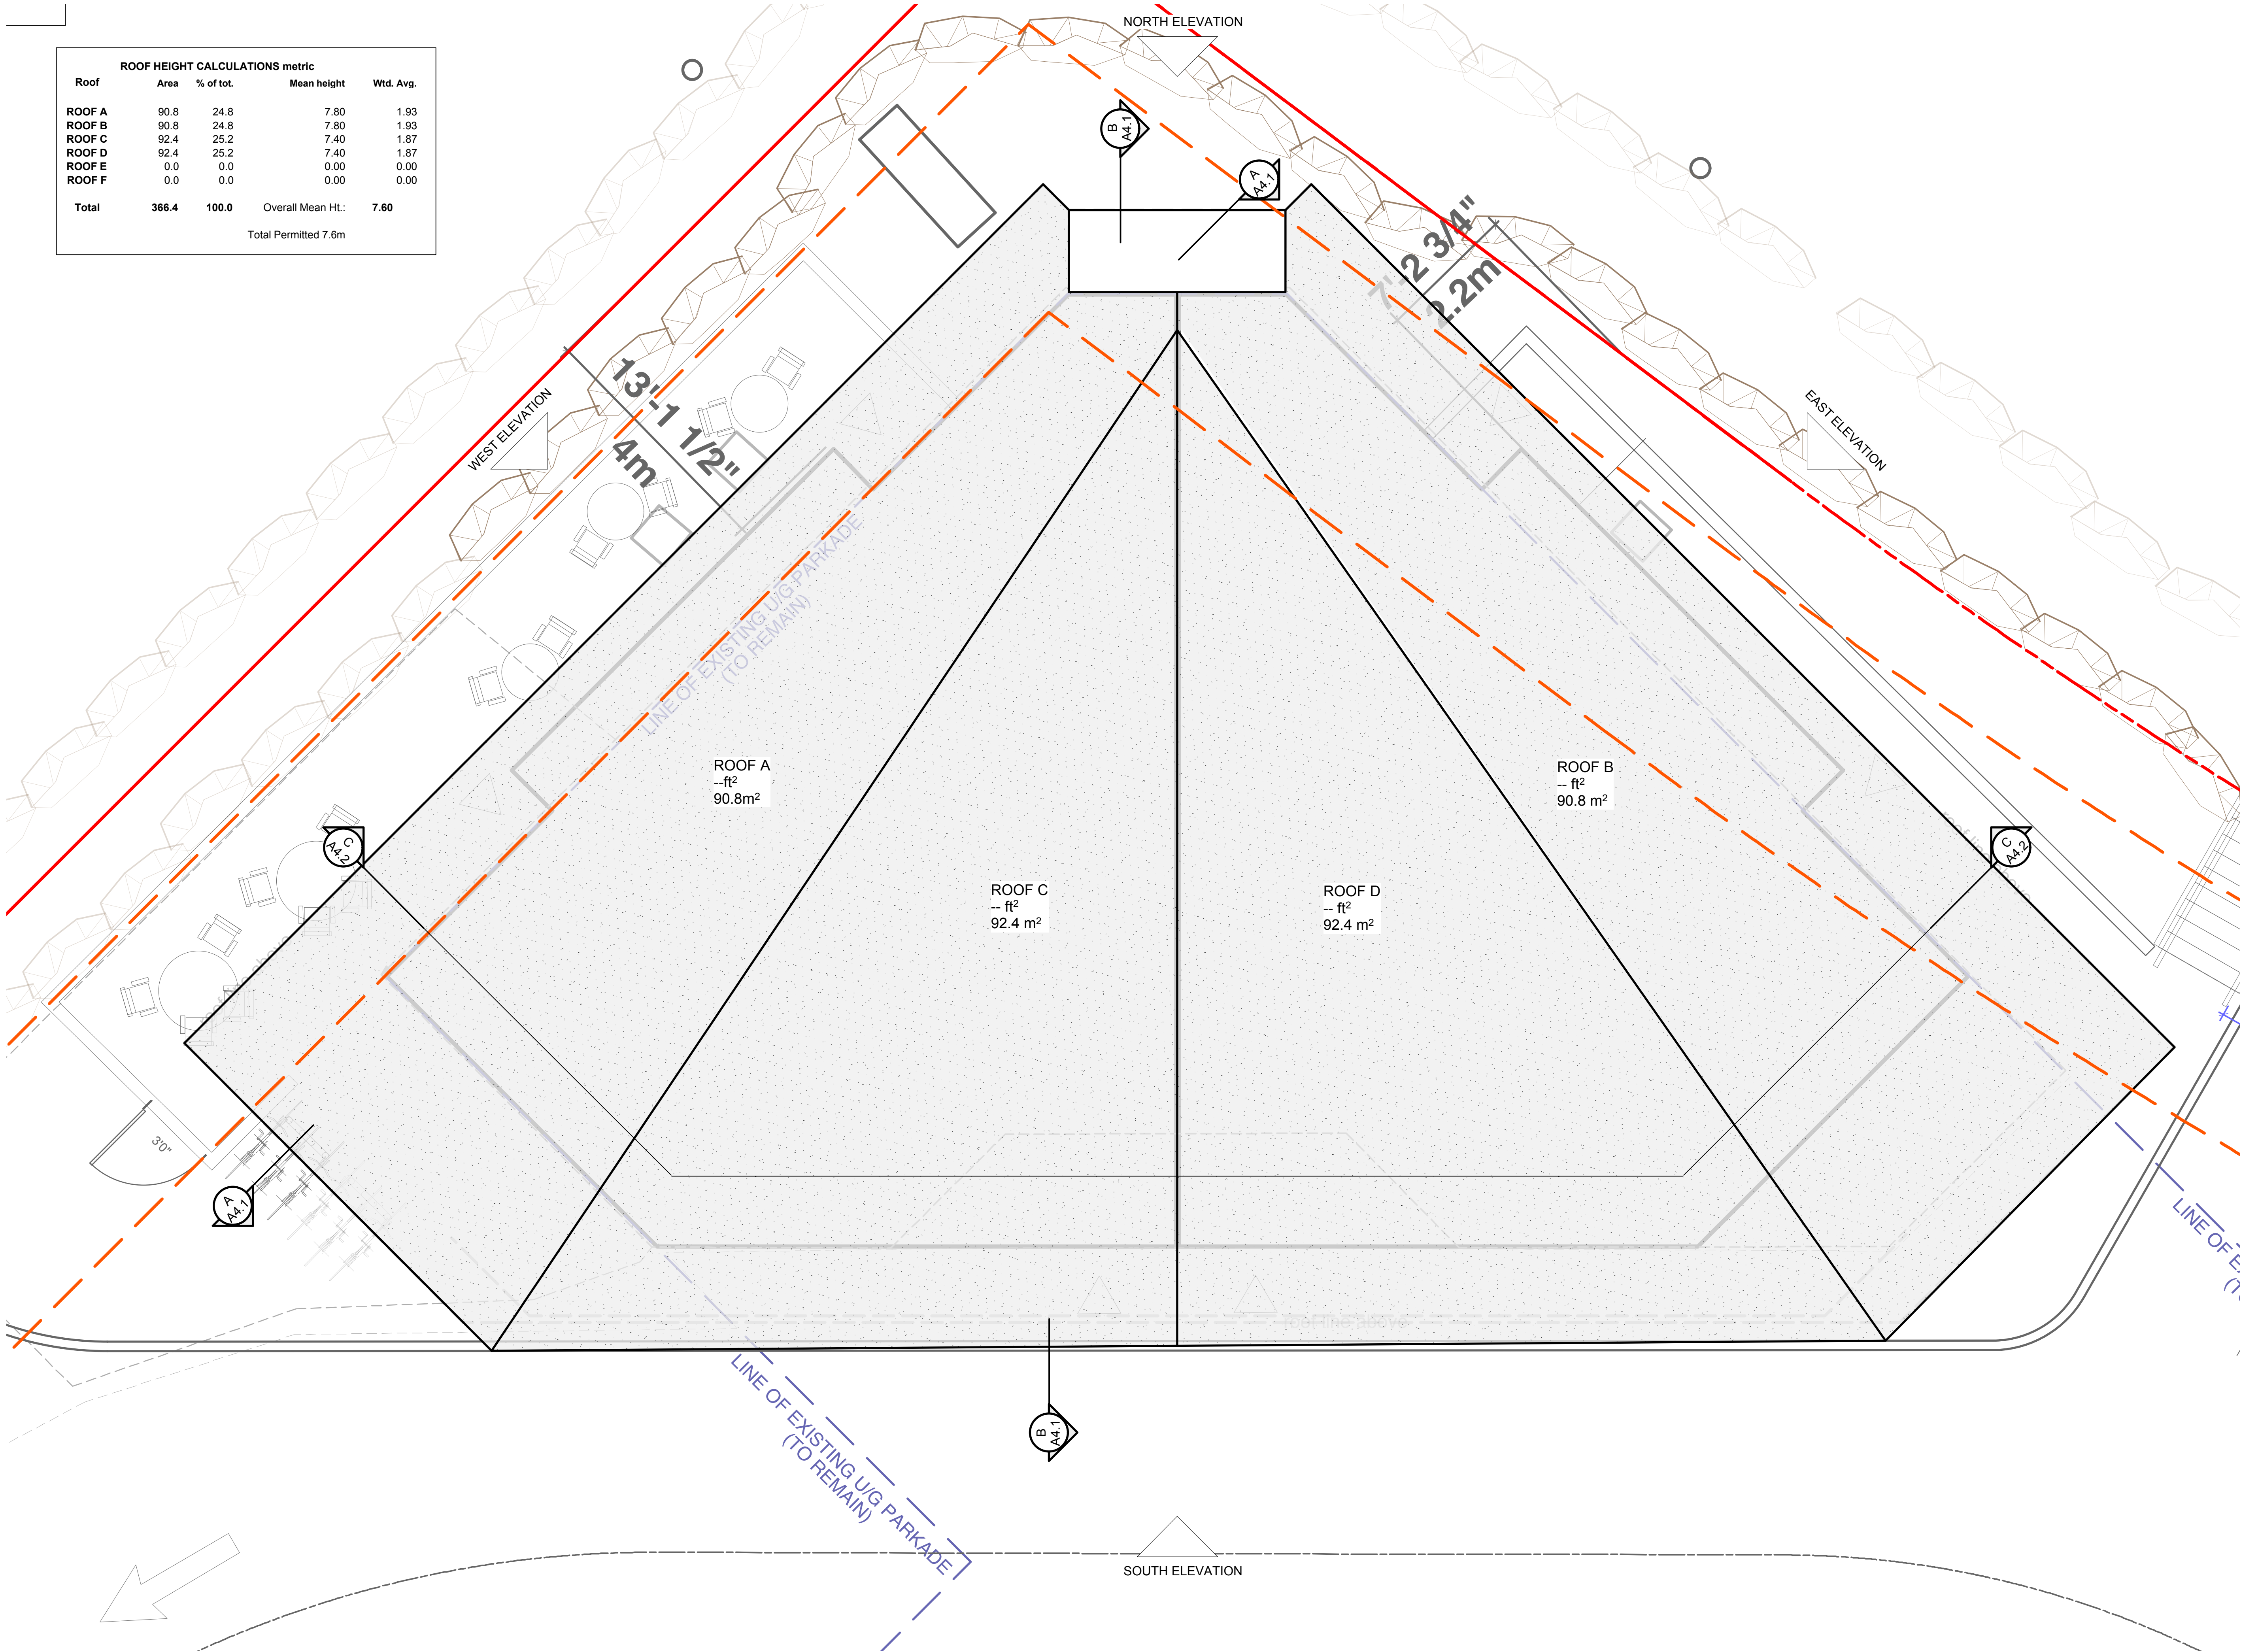 ROOF HEIGHT CALCULATIONS metric
Roof Area % of tot. Mean height Wtd. Avg.
ROOF A 90.8 24.8 7.80 1.93
ROOF B 90.8 24.8 7.80 1.93
ROOF C 92.4 25.2 7.40 1.87
ROOF D 92.4 25.2 7.40 1.87
ROOF E 0.0 0.0 0.00 0.00
ROOF F 0.0 0.0 0.00 0.00
Total 366.4 100.0 Overall Mean Ht.: 7.60
Total Permitted 7.6m
NORTH ELEVATION
B
A4.1
A
A4.1
7'-2 3/4"
2.2m
WEST ELEVATION
13'-1 1/2"
4m
EAST ELEVATION
LINE OF EXISTING U/G PARKADE
(TO REMAIN)
ROOF A
--ft²
90.8m²
ROOF B
-- ft²
90.8 m²
C
A4.2
C
A4.2
ROOF C
-- ft²
92.4 m²
ROOF D
-- ft²
92.4 m²
3'0"
A
A4.1
LINE OF
LINE OF EXISTING U/G PARKADE
(TO REMAIN)
B
A4.1
SOUTH ELEVATION